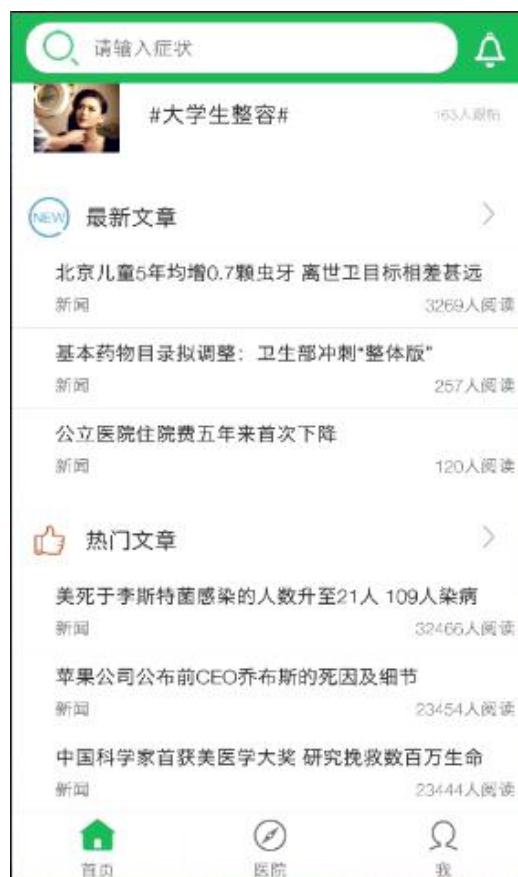 请输入症状
#大学生整容#
163人跟帖
NEW 最新文章
北京儿童5年均增0.7颗虫牙 离世卫目标相差甚远
新闻 3269人阅读
基本药物目录拟调整：卫生部冲刺“整体版”
新闻 257人阅读
公立医院住院费五年来首次下降
新闻 120人阅读
热门文章
美死于李斯特菌感染的人数升至21人 109人染病
新闻 32466人阅读
苹果公司公布前CEO乔布斯的死因及细节
新闻 23454人阅读
中国科学家首获美医学大奖 研究挽救数百万生命
新闻 23444人阅读
首页 医院 我